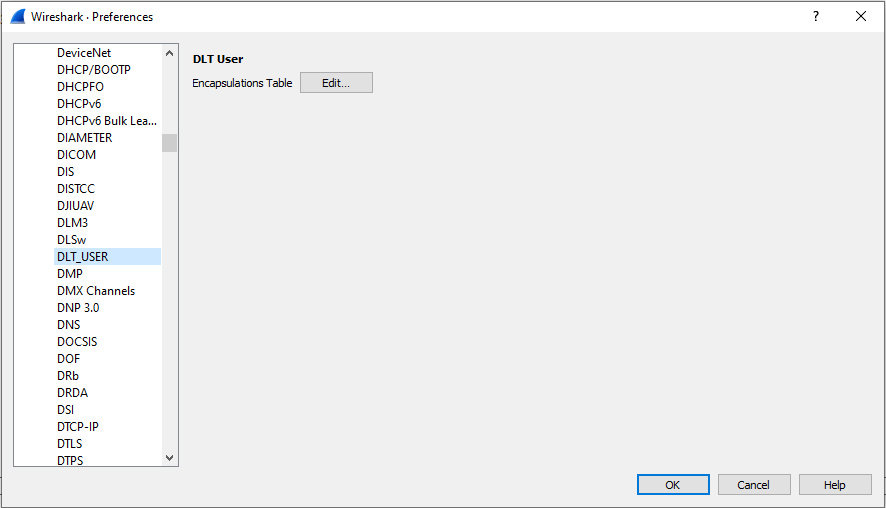 Wireshark · Preferences
?
DeviceNet
DHCP/BOOTP
DHCPFO
DHCPv6
DHCPv6 Bulk Lea...
DIAMETER
DICOM
DIS
DISTCC
DJIUAV
DLM3
DLSw
DLT_USER
DMP
DMX Channels
DNP 3.0
DNS
DOCSIS
DOF
DRb
DRDA
DSI
DTCP-IP
DTLS
DTPS
DLT User
Encapsulations Table Edit...
OK Cancel Help